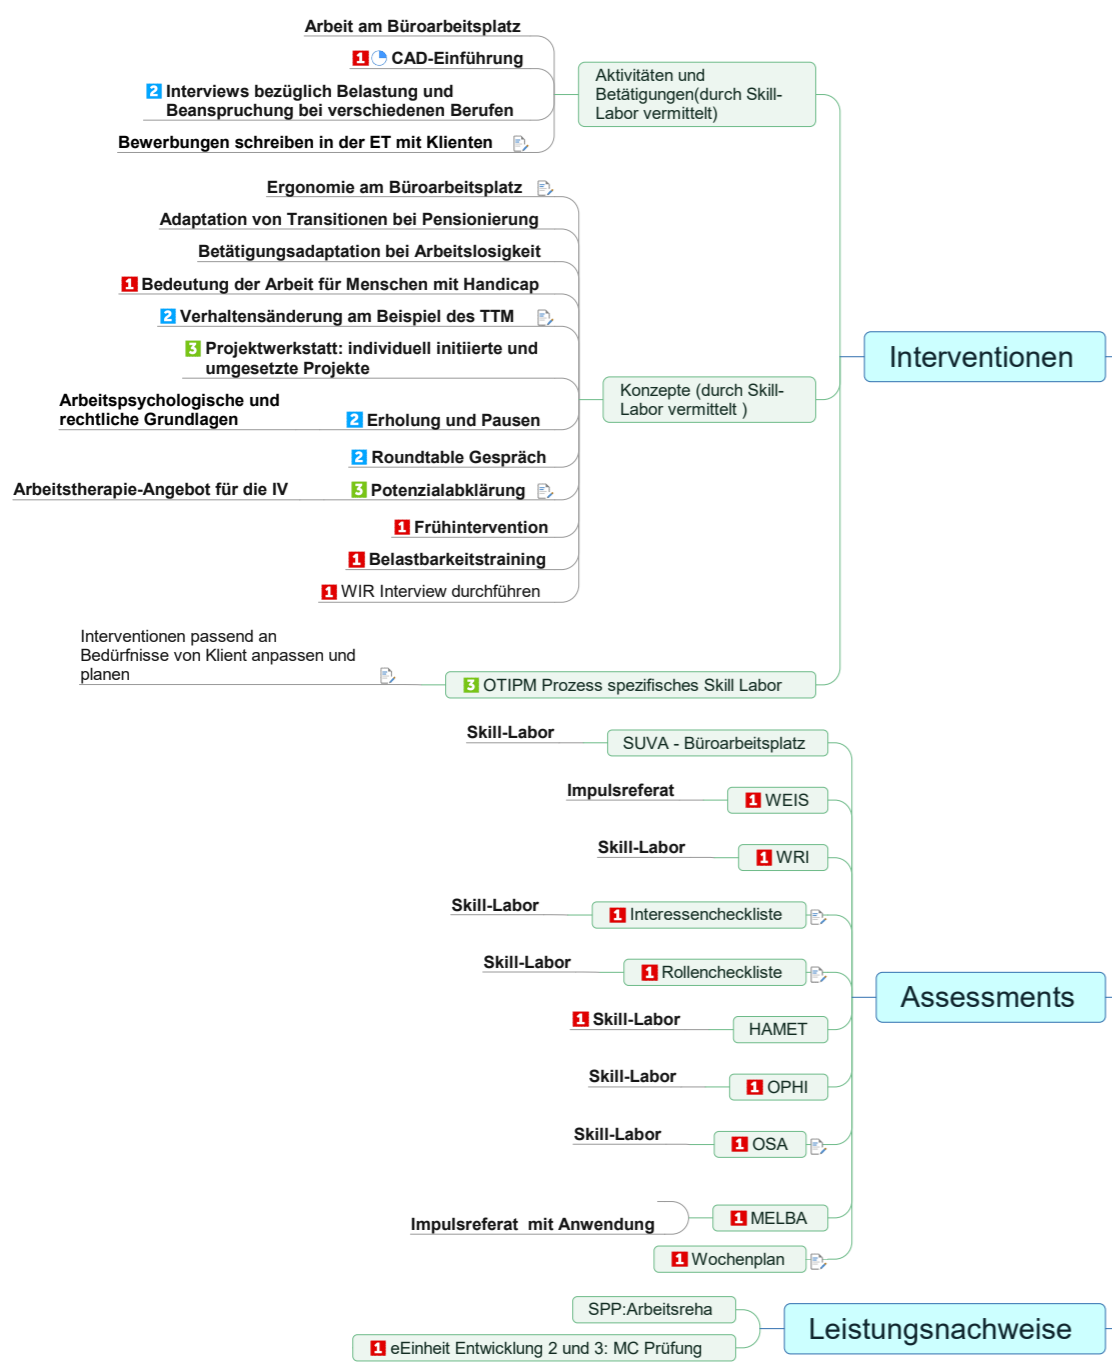 Arbeit am Büroarbeitsplatz
1 CAD-Einführung
2 Interviews bezüglich Belastung und
Beanspruchung bei verschiedenen Berufen
Bewerbungen schreiben in der ET mit Klienten
Aktivitäten und
Betätigungen(durch Skill-
Labor vermittelt)
Ergonomie am Büroarbeitsplatz
Adaptation von Transitionen bei Pensionierung
Betätigungsadaptation bei Arbeitslosigkeit
1 Bedeutung der Arbeit für Menschen mit Handicap
2 Verhaltensänderung am Beispiel des TTM
3 Projektwerkstatt: individuell initiierte und
umgesetzte Projekte
Arbeitspsychologische und
rechtliche Grundlagen
2 Erholung und Pausen
2 Roundtable Gespräch
Arbeitstherapie-Angebot für die IV
3 Potenzialabklärung
1 Frühintervention
1 Belastbarkeitstraining
1 WIR Interview durchführen
Konzepte (durch Skill-
Labor vermittelt )
Interventionen
Interventionen passend an
Bedürfnisse von Klient anpassen und
planen
3 OTIPM Prozess spezifisches Skill Labor
Skill-Labor
SUVA - Büroarbeitsplatz
Impulsreferat
1 WEIS
Skill-Labor
1 WRI
Skill-Labor
1 Interessencheckliste
Skill-Labor
1 Rollencheckliste
1 Skill-Labor
HAMET
Skill-Labor
1 OPHI
Skill-Labor
1 OSA
Impulsreferat mit Anwendung
1 MELBA
1 Wochenplan
Assessments
SPP:Arbeitsreha
1 eEinheit Entwicklung 2 und 3: MC Prüfung
Leistungsnachweise